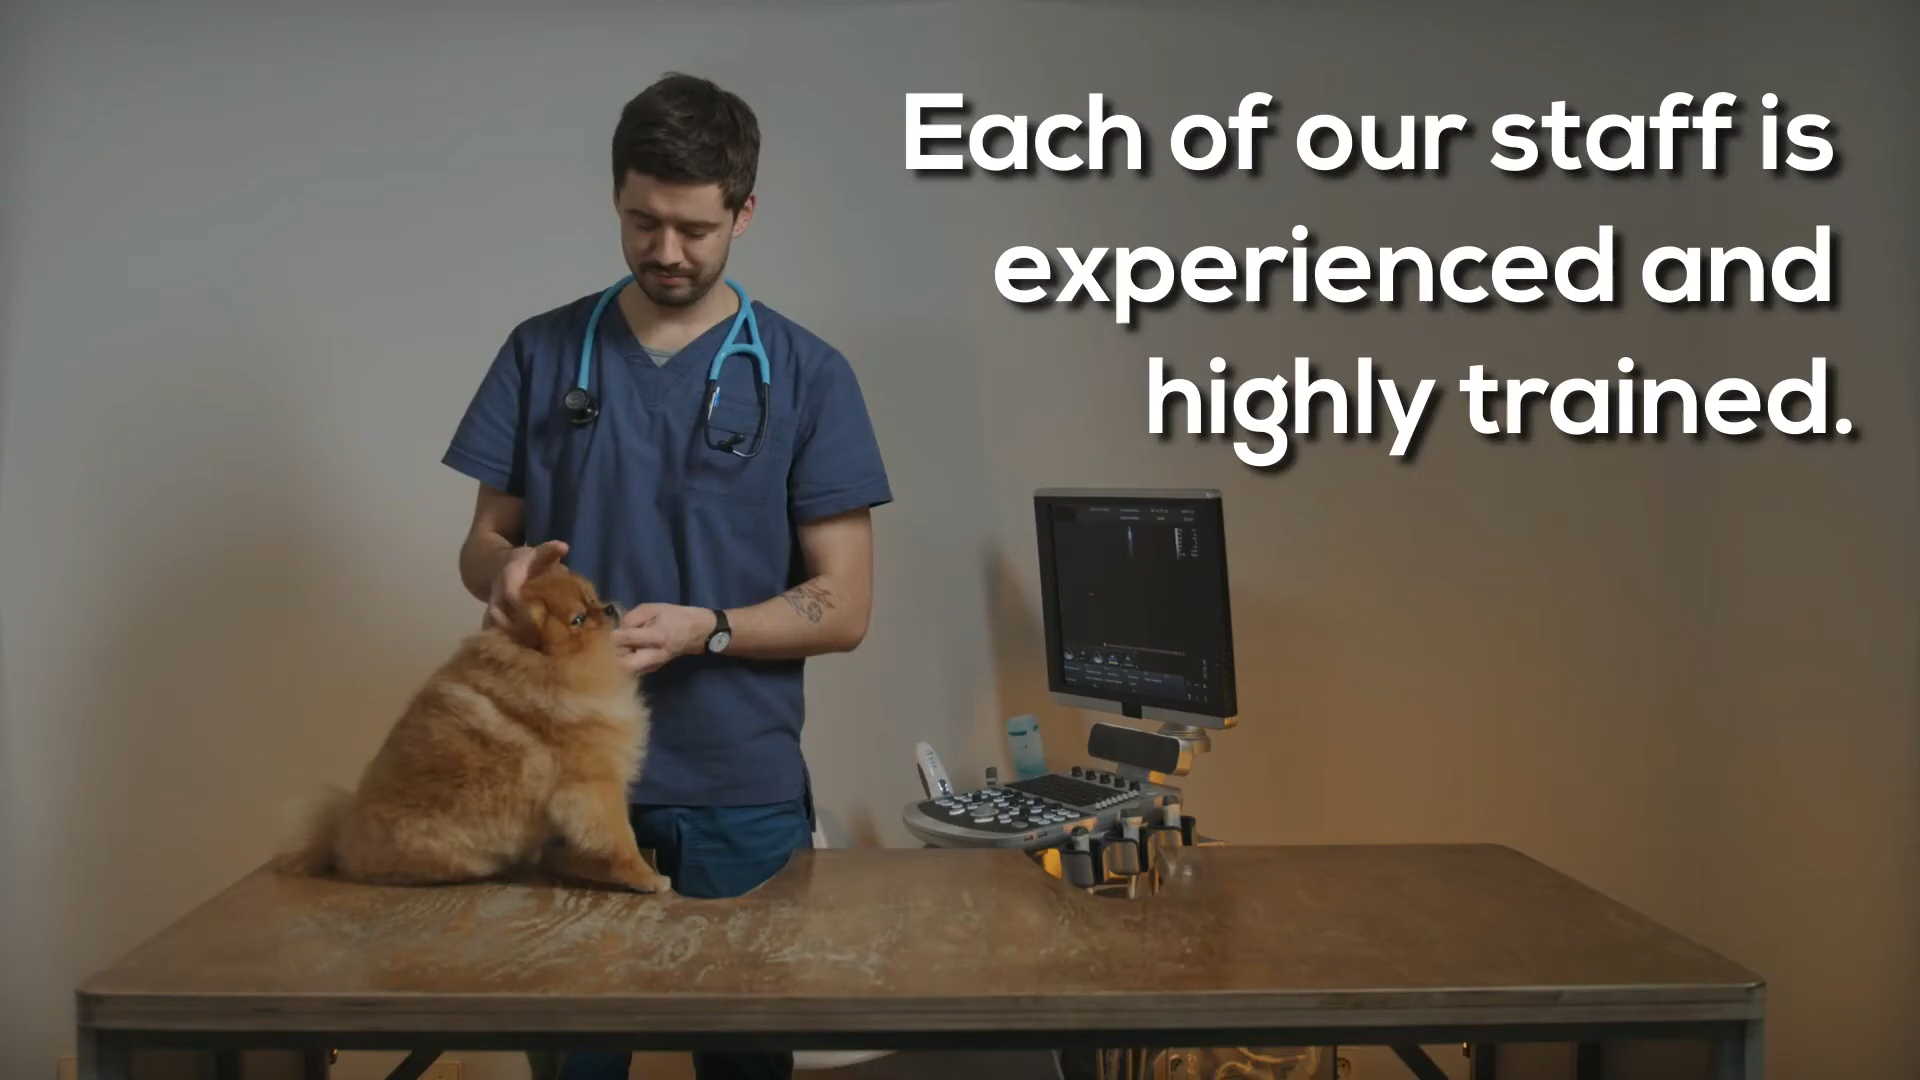 Each of our staff is
experienced and
highly trained.